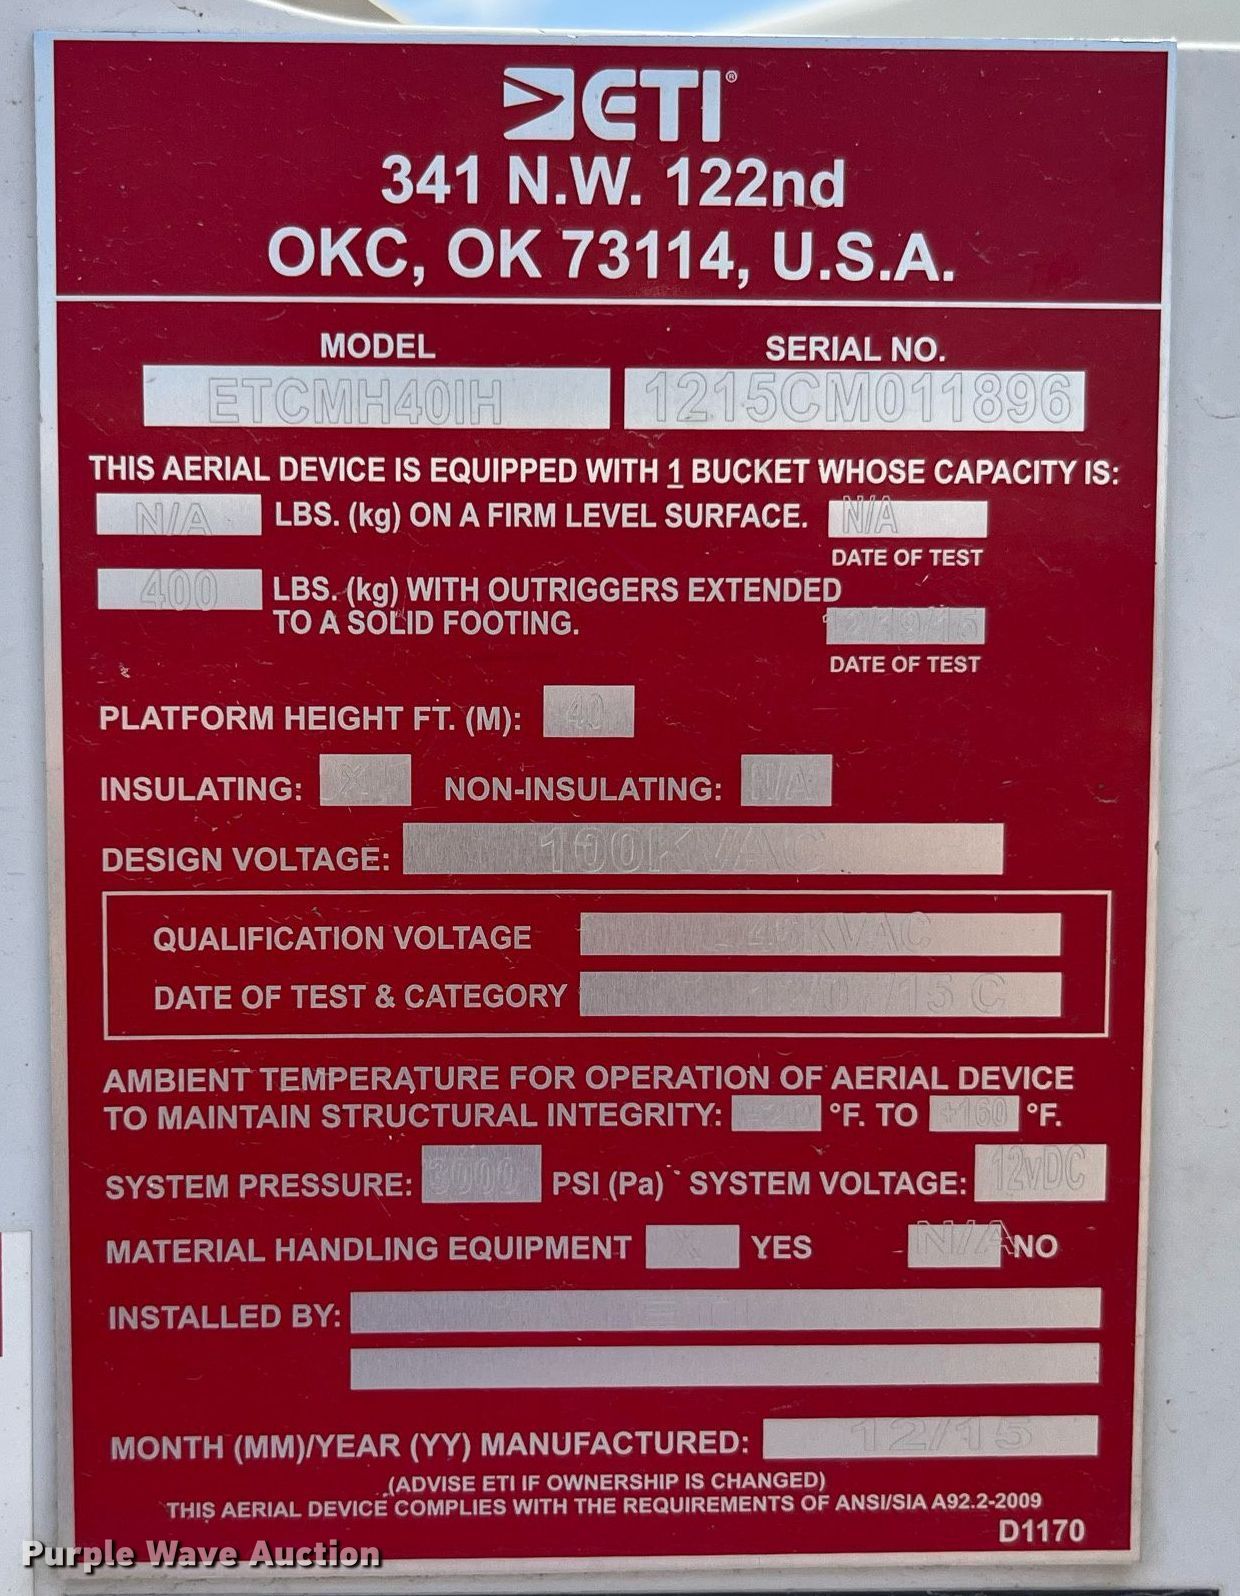 ETI®
341 N.W. 122nd
OKC, OK 73114, U.S.A.
MODEL SERIAL NO.
ETCMH40IH 1215CM011896
THIS AERIAL DEVICE IS EQUIPPED WITH 1 BUCKET WHOSE CAPACITY IS:
N/A LBS. (kg) ON A FIRM LEVEL SURFACE. N/A
DATE OF TEST
400 LBS. (kg) WITH OUTRIGGERS EXTENDED
TO A SOLID FOOTING.
DATE OF TEST
PLATFORM HEIGHT FT. (M): 40
INSULATING: X NON-INSULATING: N/A
DESIGN VOLTAGE: 100KVAC
QUALIFICATION VOLTAGE 46KVAC
DATE OF TEST & CATEGORY
AMBIENT TEMPERATURE FOR OPERATION OF AERIAL DEVICE
TO MAINTAIN STRUCTURAL INTEGRITY: °F. TO +160 °F.
SYSTEM PRESSURE: 3000 PSI (Pa) SYSTEM VOLTAGE: 12vDC
MATERIAL HANDLING EQUIPMENT X YES N/A NO
INSTALLED BY: ETI
MONTH (MM)/YEAR (YY) MANUFACTURED: 12/15
(ADVISE ETI IF OWNERSHIP IS CHANGED)
THIS AERIAL DEVICE COMPLIES WITH THE REQUIREMENTS OF ANSI/SIA A92.2-2009
D1170
Purple Wave Auction